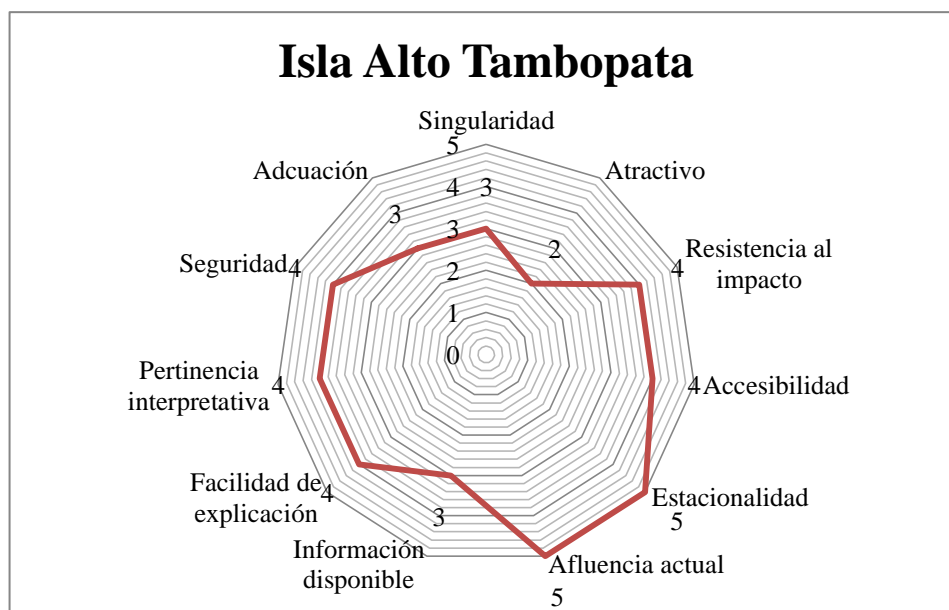 Isla Alto Tambopata
Singularidad
5
Adcuación
Atractivo
4
3
3
3
2
Seguridad
4
Resistencia al
impacto
4
2
1
0
Pertinencia
interpretativa
4
Accesibilidad
4
Facilidad de
explicación
4
Estacionalidad
5
3
Información
disponible
Afluencia actual
5